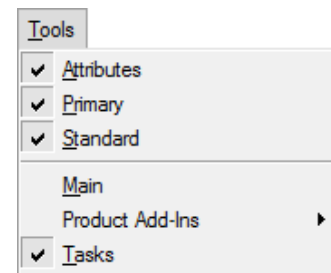 Tools
Attributes
Primary
Standard
Main
Product Add-Ins
Tasks